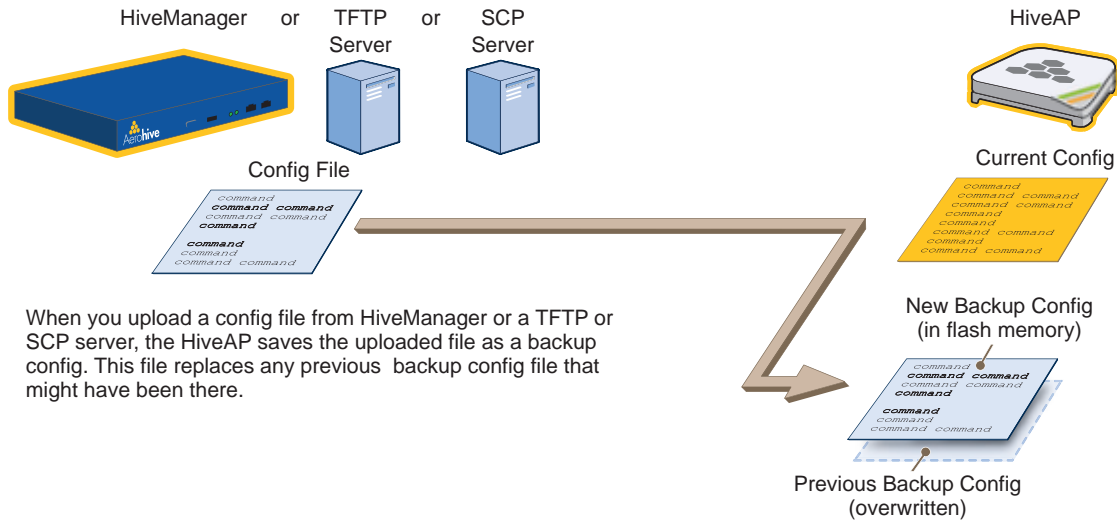 HiveManager or TFTP Server or SCP Server
HiveAP
Aerohive
Config File
command
command command
command command
command
command
command
command command
Current Config
command
command command
command command
command
command
command command
command
command command
When you upload a config file from HiveManager or a TFTP or
SCP server, the HiveAP saves the uploaded file as a backup
config. This file replaces any previous backup config file that
might have been there.
New Backup Config
(in flash memory)
command
command command
command command
command
command
command
command command
Previous Backup Config
(overwritten)